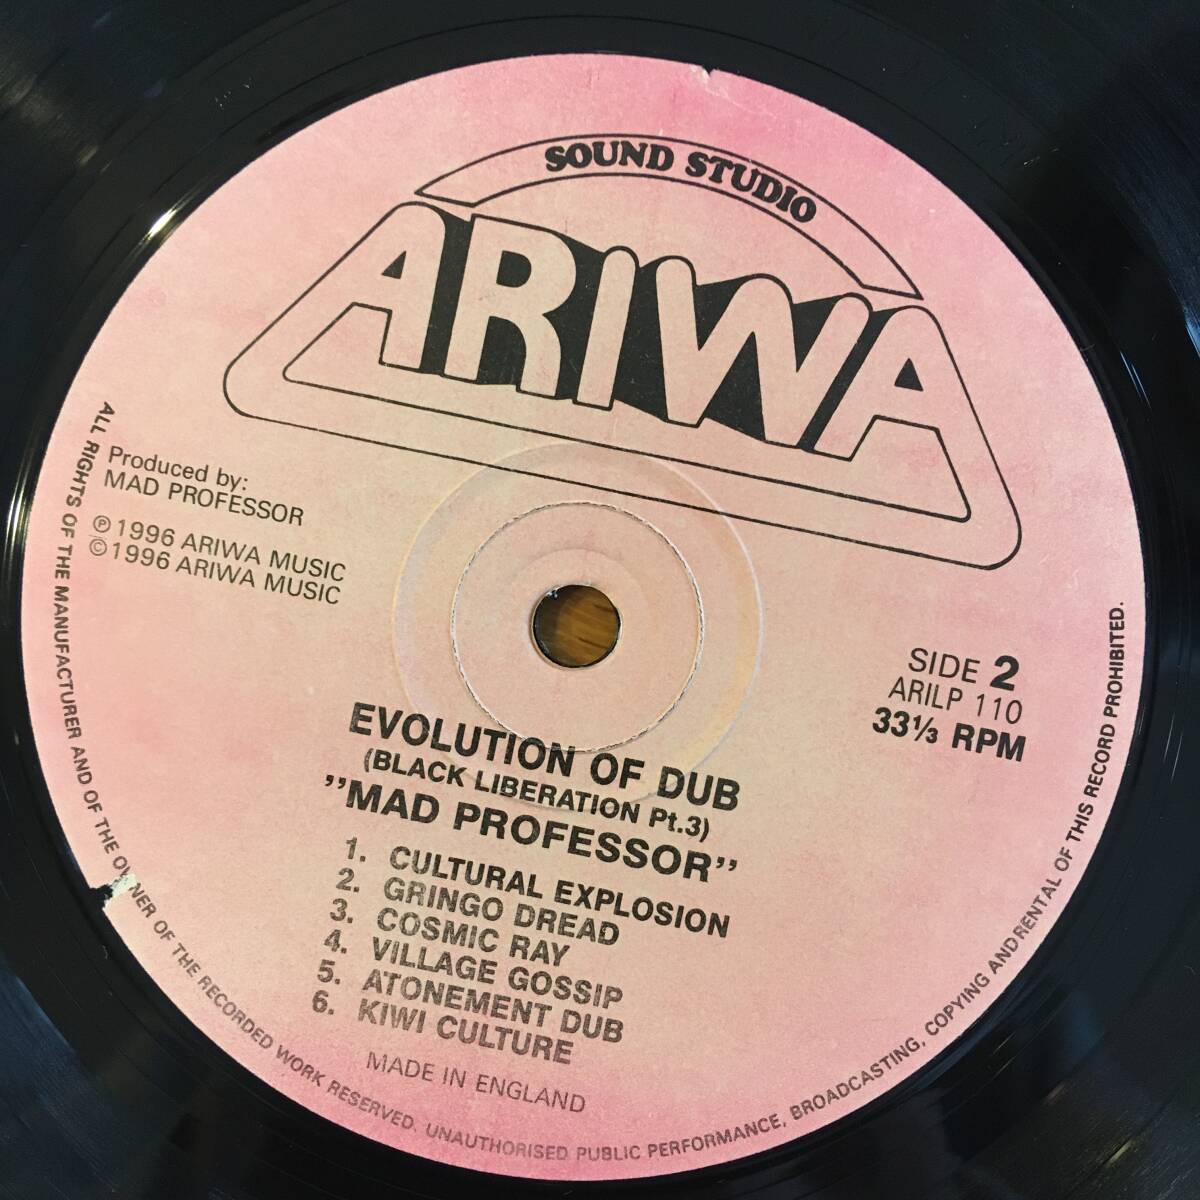 SOUND STUDIO
ARIWA
Produced by:
MAD PROFESSOR
℗ 1996 ARIWA MUSIC
© 1996 ARIWA MUSIC
SIDE 2
ARILP 110
33⅓ RPM
EVOLUTION OF DUB
(BLACK LIBERATION Pt.3)
"MAD PROFESSOR"
1. CULTURAL EXPLOSION
2. GRINGO DREAD
3. COSMIC RAY
4. VILLAGE GOSSIP
5. ATONEMENT DUB
6. KIWI CULTURE
MADE IN ENGLAND
ALL RIGHTS OF THE MANUFACTURER AND OF THE OWNER OF THE RECORDED WORK RESERVED. UNAUTHORISED PUBLIC PERFORMANCE, BROADCASTING, COPYING AND RENTAL OF THIS RECORD PROHIBITED.